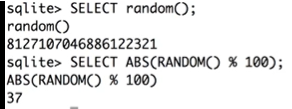 sqlite> SELECT random();
random()
8127107046886122321
sqlite> SELECT ABS(RANDOM() % 100);
ABS(RANDOM() % 100)
37